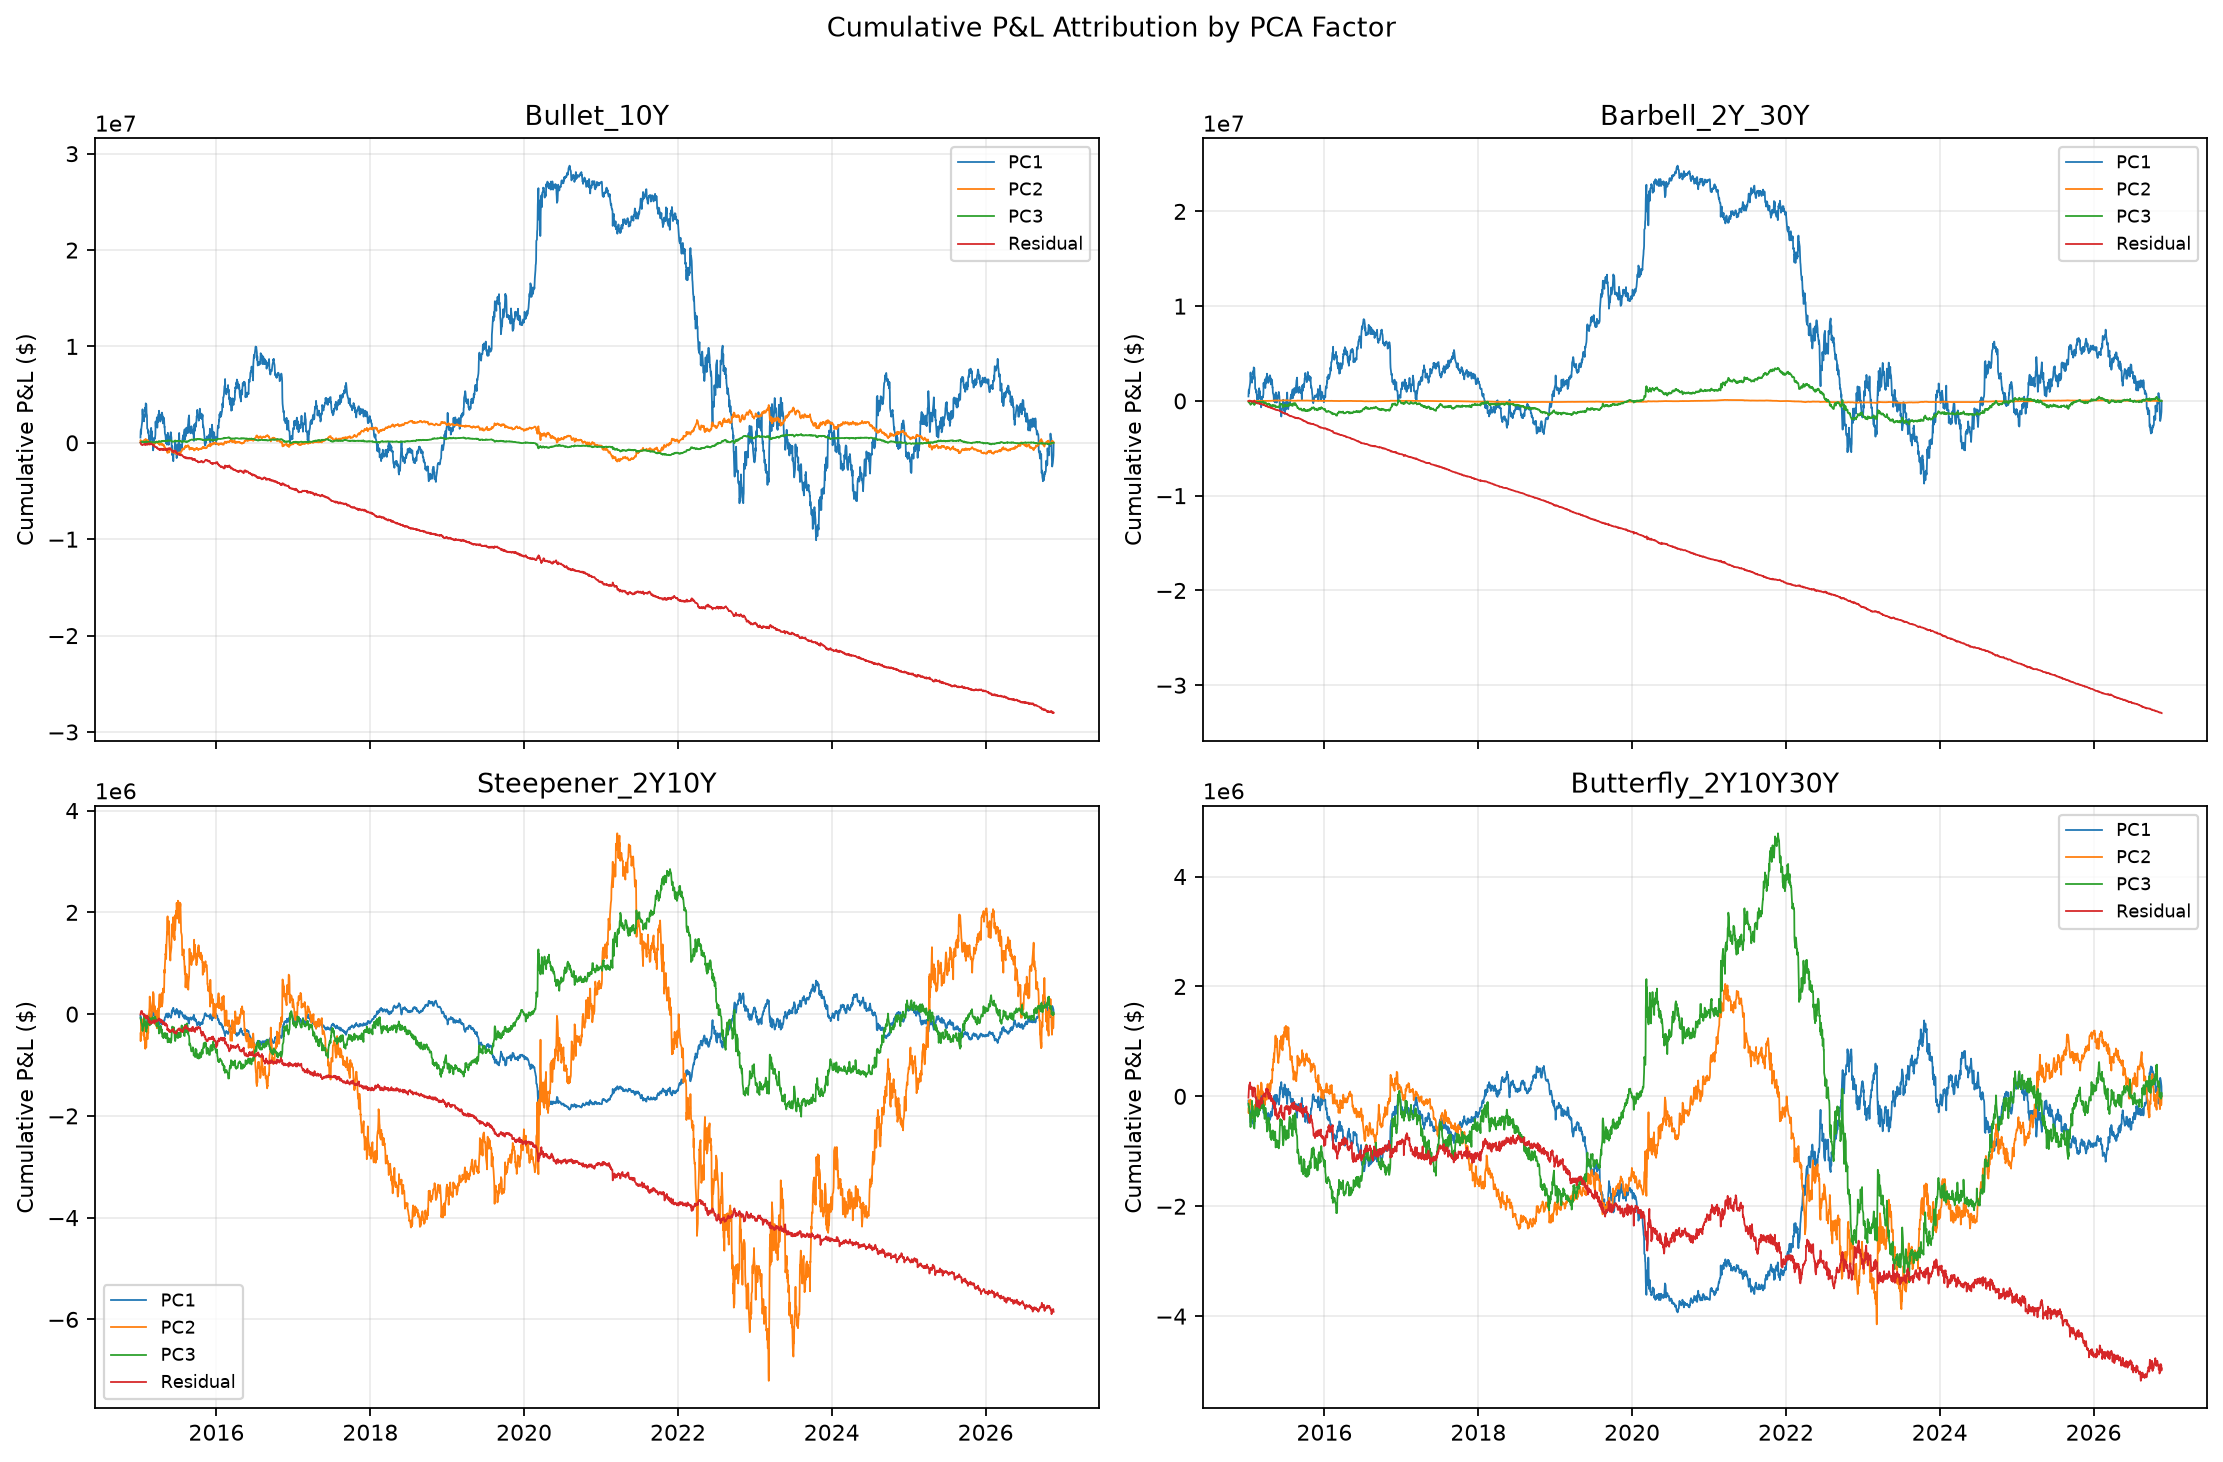 Cumulative P&L Attribution by PCA Factor
Bullet_10Y
1e7
3
2
1
0
−1
−2
−3
Cumulative P&L ($)
PC1
PC2
PC3
Residual
Barbell_2Y_30Y
1e7
2
1
0
−1
−2
−3
Cumulative P&L ($)
PC1
PC2
PC3
Residual
Steepener_2Y10Y
1e6
4
2
0
−2
−4
−6
Cumulative P&L ($)
PC1
PC2
PC3
Residual
2016 2018 2020 2022 2024 2026
Butterfly_2Y10Y30Y
1e6
4
2
0
−2
−4
Cumulative P&L ($)
PC1
PC2
PC3
Residual
2016 2018 2020 2022 2024 2026